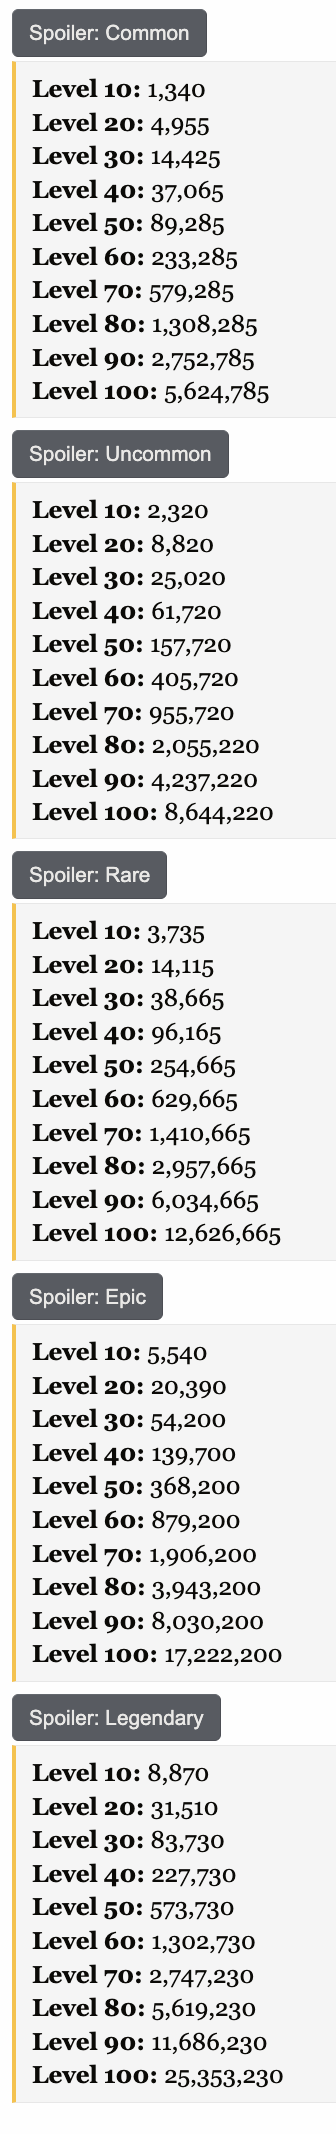 Spoiler: Common
Level 10: 1,340
Level 20: 4,955
Level 30: 14,425
Level 40: 37,065
Level 50: 89,285
Level 60: 233,285
Level 70: 579,285
Level 80: 1,308,285
Level 90: 2,752,785
Level 100: 5,624,785
Spoiler: Uncommon
Level 10: 2,320
Level 20: 8,820
Level 30: 25,020
Level 40: 61,720
Level 50: 157,720
Level 60: 405,720
Level 70: 955,720
Level 80: 2,055,220
Level 90: 4,237,220
Level 100: 8,644,220
Spoiler: Rare
Level 10: 3,735
Level 20: 14,115
Level 30: 38,665
Level 40: 96,165
Level 50: 254,665
Level 60: 629,665
Level 70: 1,410,665
Level 80: 2,957,665
Level 90: 6,034,665
Level 100: 12,626,665
Spoiler: Epic
Level 10: 5,540
Level 20: 20,390
Level 30: 54,200
Level 40: 139,700
Level 50: 368,200
Level 60: 879,200
Level 70: 1,906,200
Level 80: 3,943,200
Level 90: 8,030,200
Level 100: 17,222,200
Spoiler: Legendary
Level 10: 8,870
Level 20: 31,510
Level 30: 83,730
Level 40: 227,730
Level 50: 573,730
Level 60: 1,302,730
Level 70: 2,747,230
Level 80: 5,619,230
Level 90: 11,686,230
Level 100: 25,353,230